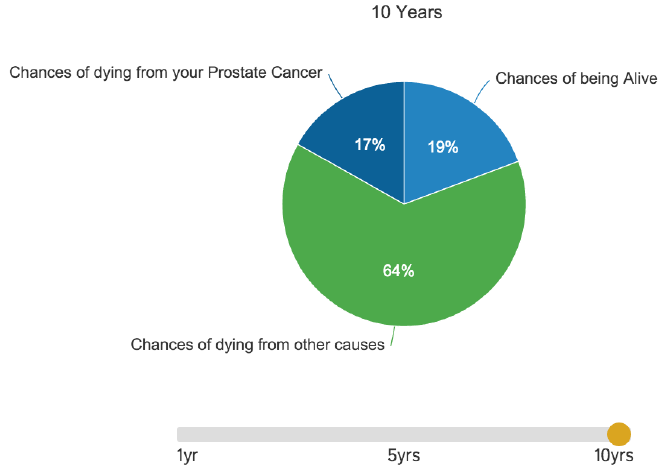 10 Years
Chances of dying from your Prostate Cancer
Chances of being Alive
17%
19%
64%
Chances of dying from other causes
1yr
5yrs
10yrs